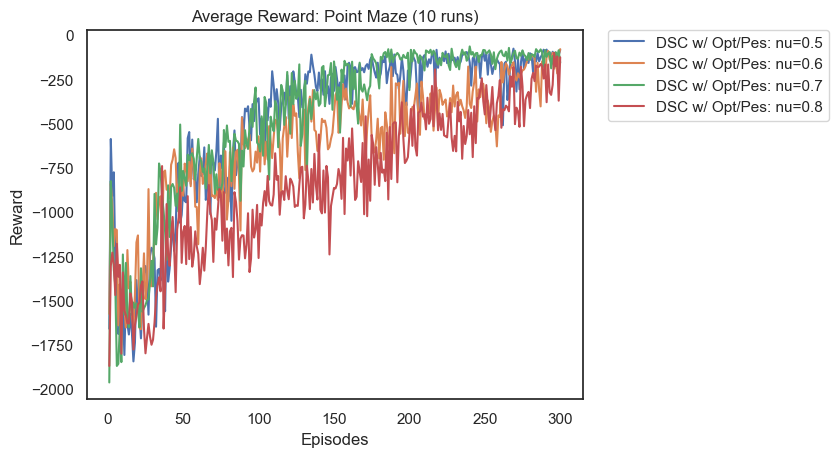 Average Reward: Point Maze (10 runs)
Reward
0
−250
−500
−750
−1000
−1250
−1500
−1750
−2000
0 50 100 150 200 250 300
Episodes
DSC w/ Opt/Pes: nu=0.5
DSC w/ Opt/Pes: nu=0.6
DSC w/ Opt/Pes: nu=0.7
DSC w/ Opt/Pes: nu=0.8